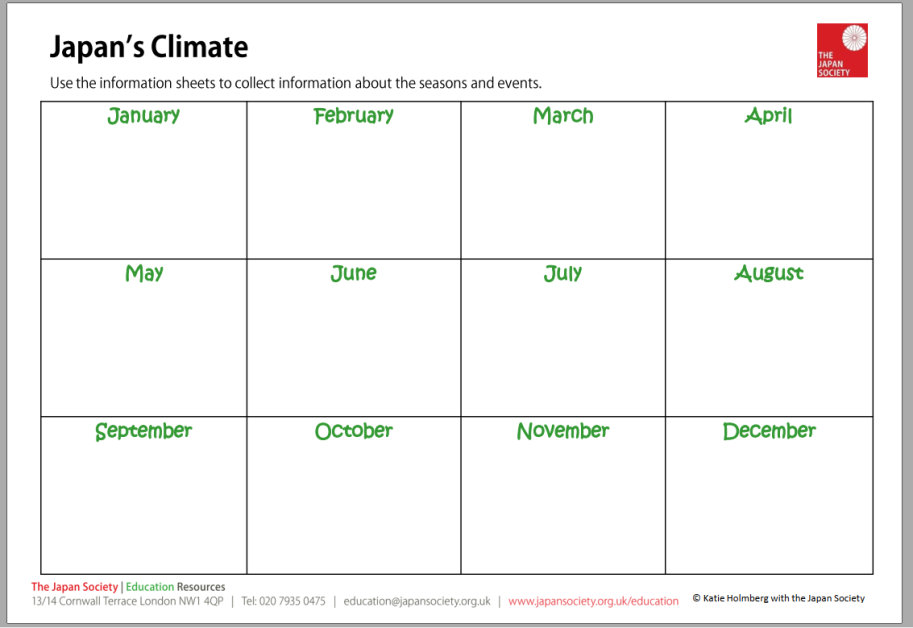 Japan's Climate
THE
JAPAN
SOCIETY
Use the information sheets to collect information about the seasons and events.
January February March April
May June July August
September October November December
The Japan Society | Education Resources
13/14 Cornwall Terrace London NW1 4QP | Tel: 020 7935 0475 | education@japansociety.org.uk | www.japansociety.org.uk/education
© Katie Holmberg with the Japan Society